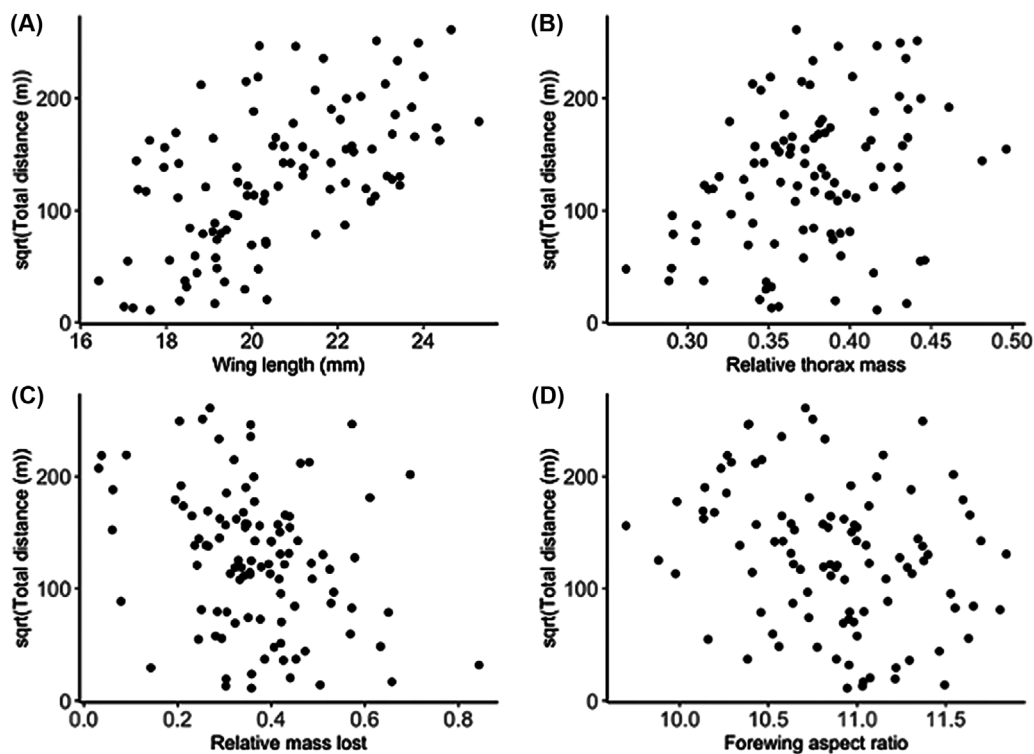 (A)
sqrt(Total distance (m))
200
100
0
16 18 20 22 24
Wing length (mm)
(B)
sqrt(Total distance (m))
200
100
0
0.30 0.35 0.40 0.45 0.50
Relative thorax mass
(C)
sqrt(Total distance (m))
200
100
0
0.0 0.2 0.4 0.6 0.8
Relative mass lost
(D)
sqrt(Total distance (m))
200
100
0
10.0 10.5 11.0 11.5
Forewing aspect ratio